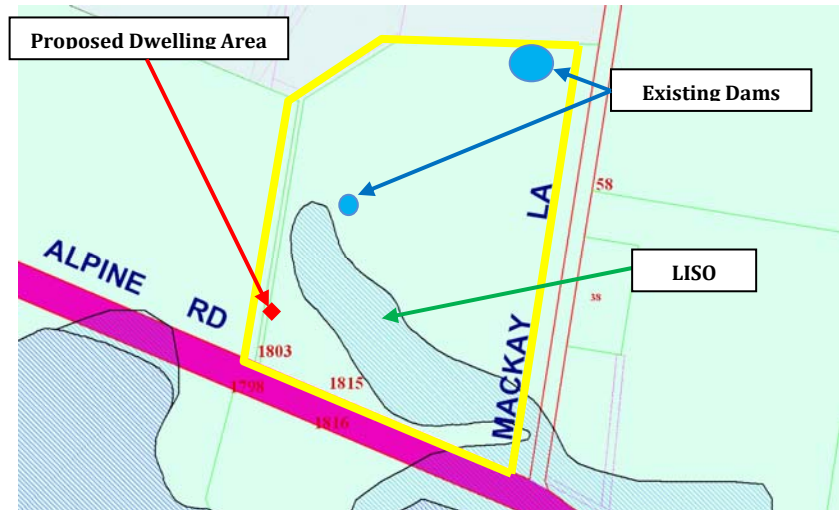 Proposed Dwelling Area
Existing Dams
58
MACKAY LA
LISO
ALPINE RD
38
1803
1798
1815
1816